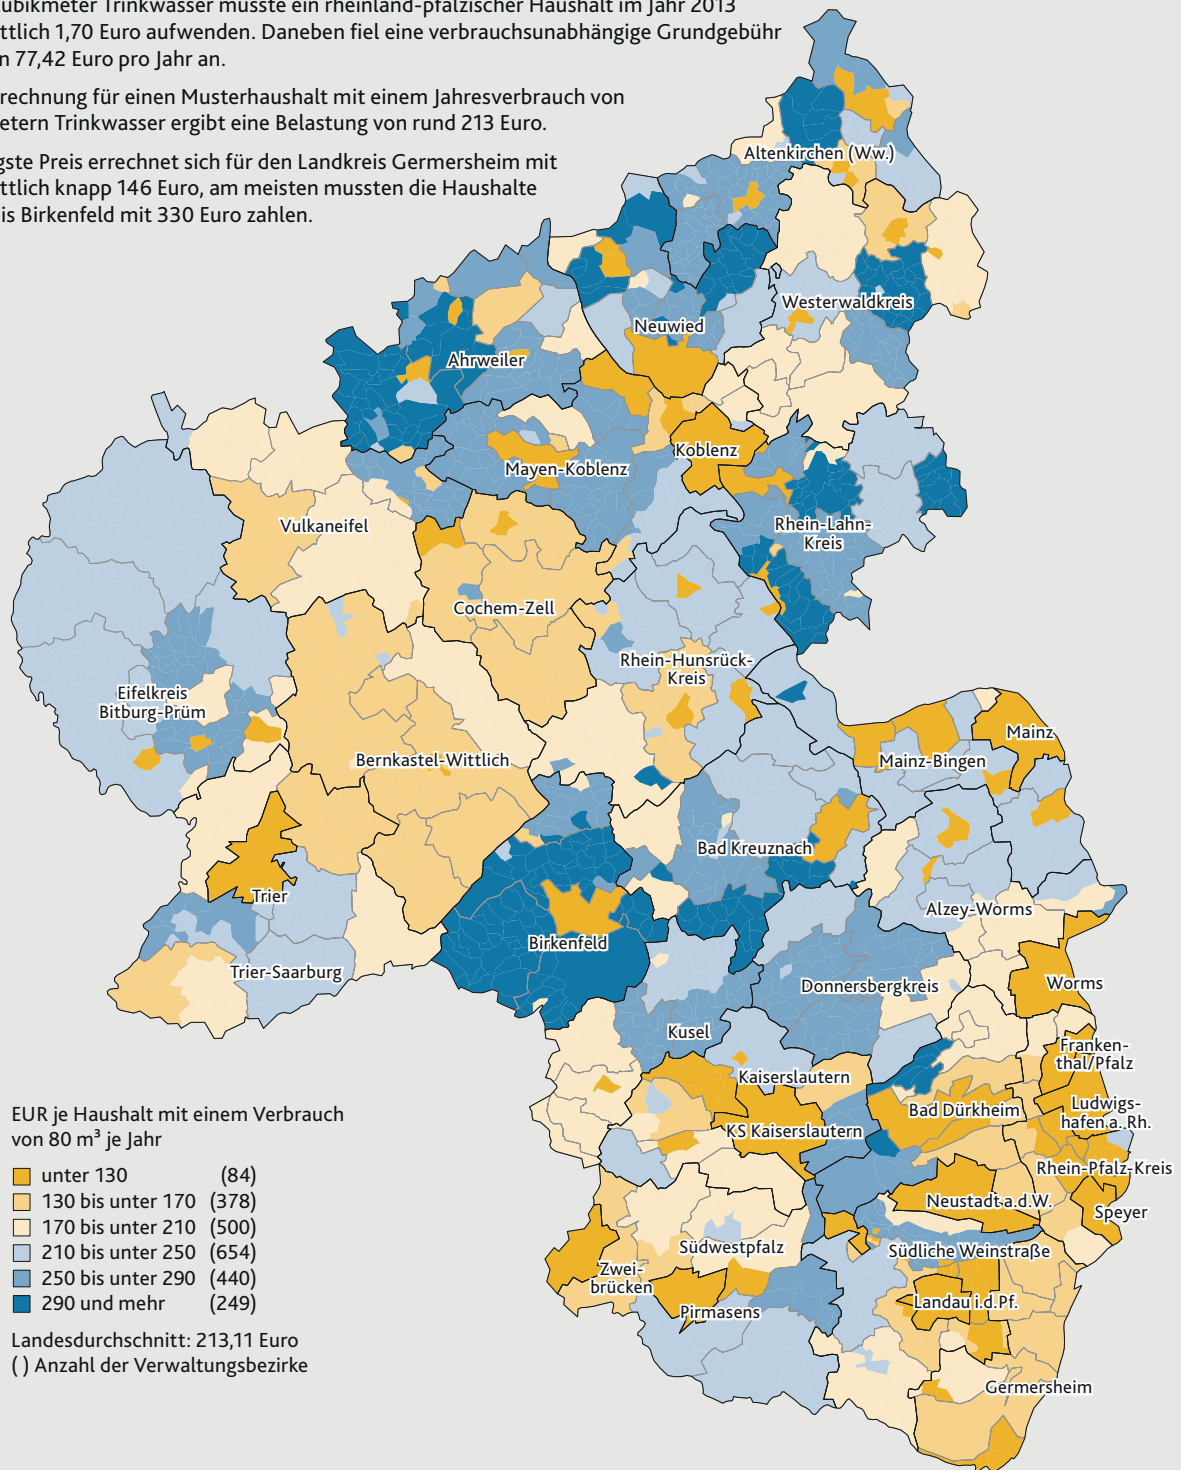 ubikmeter Trinkwasser musste ein rheinland-pfälzischer Haushalt im Jahr 2013
ttlich 1,70 Euro aufwenden. Daneben fiel eine verbrauchsunabhängige Grundgebühr
n 77,42 Euro pro Jahr an.
rechnung für einen Musterhaushalt mit einem Jahresverbrauch von
etern Trinkwasser ergibt eine Belastung von rund 213 Euro.
gste Preis errechnet sich für den Landkreis Germersheim mit
ttlich knapp 146 Euro, am meisten mussten die Haushalte
is Birkenfeld mit 330 Euro zahlen.
Altenkirchen (Ww.)
Westerwaldkreis
Neuwied
Ahrweiler
Koblenz
Mayen-Koblenz
Vulkaneifel
Rhein-Lahn-
Kreis
Cochem-Zell
Rhein-Hunsrück-
Kreis
Eifelkreis
Bitburg-Prüm
Mainz
Bernkastel-Wittlich
Mainz-Bingen
Bad Kreuznach
Trier
Alzey-Worms
Birkenfeld
Trier-Saarburg
Donnersbergkreis
Worms
Kusel
Franken-
thal/Pfalz
Kaiserslautern
Bad Dürkheim
Ludwigs-
hafen a. Rh.
KS Kaiserslautern
Rhein-Pfalz-Kreis
Neustadt a.d.W.
Speyer
Südwestpfalz
Südliche Weinstraße
Zwei-
brücken
Landau i.d.Pf.
Pirmasens
Germersheim
EUR je Haushalt mit einem Verbrauch
von 80 m³ je Jahr
unter 130 (84)
130 bis unter 170 (378)
170 bis unter 210 (500)
210 bis unter 250 (654)
250 bis unter 290 (440)
290 und mehr (249)
Landesdurchschnitt: 213,11 Euro
( ) Anzahl der Verwaltungsbezirke